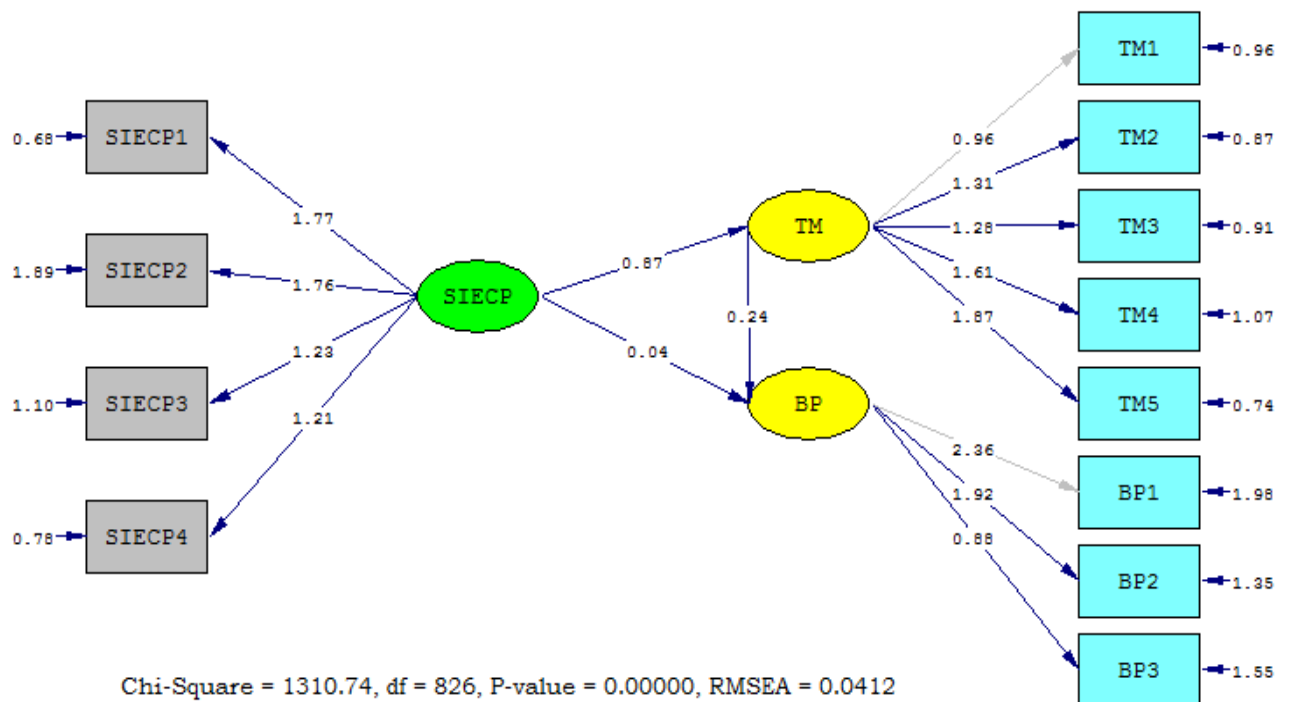 TM1
0.96
SIECP1
0.68
TM2
0.87
0.96
1.31
1.77
TM
TM3
0.91
1.28
SIECP2
1.89
0.87
1.76
SIECP
1.61
TM4
1.07
0.24
1.87
1.23
0.04
SIECP3
1.10
BP
TM5
0.74
1.21
2.36
BP1
1.98
1.92
SIECP4
0.78
0.88
BP2
1.35
BP3
1.55
Chi-Square = 1310.74, df = 826, P-value = 0.00000, RMSEA = 0.0412